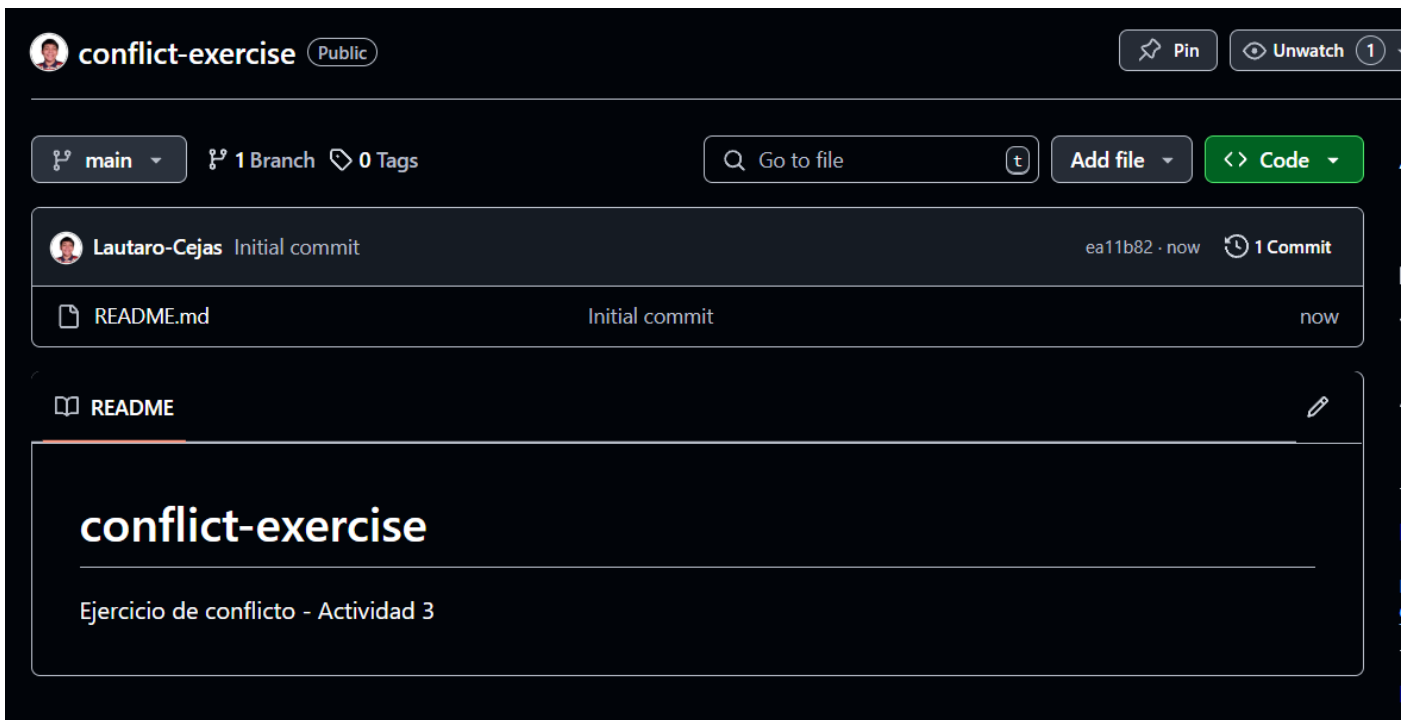 conflict-exercise Public Pin Unwatch 1
main 1 Branch 0 Tags Go to file t Add file Code
Lautaro-Cejas Initial commit ea11b82 · now 1 Commit
README.md Initial commit now
README
conflict-exercise
Ejercicio de conflicto - Actividad 3